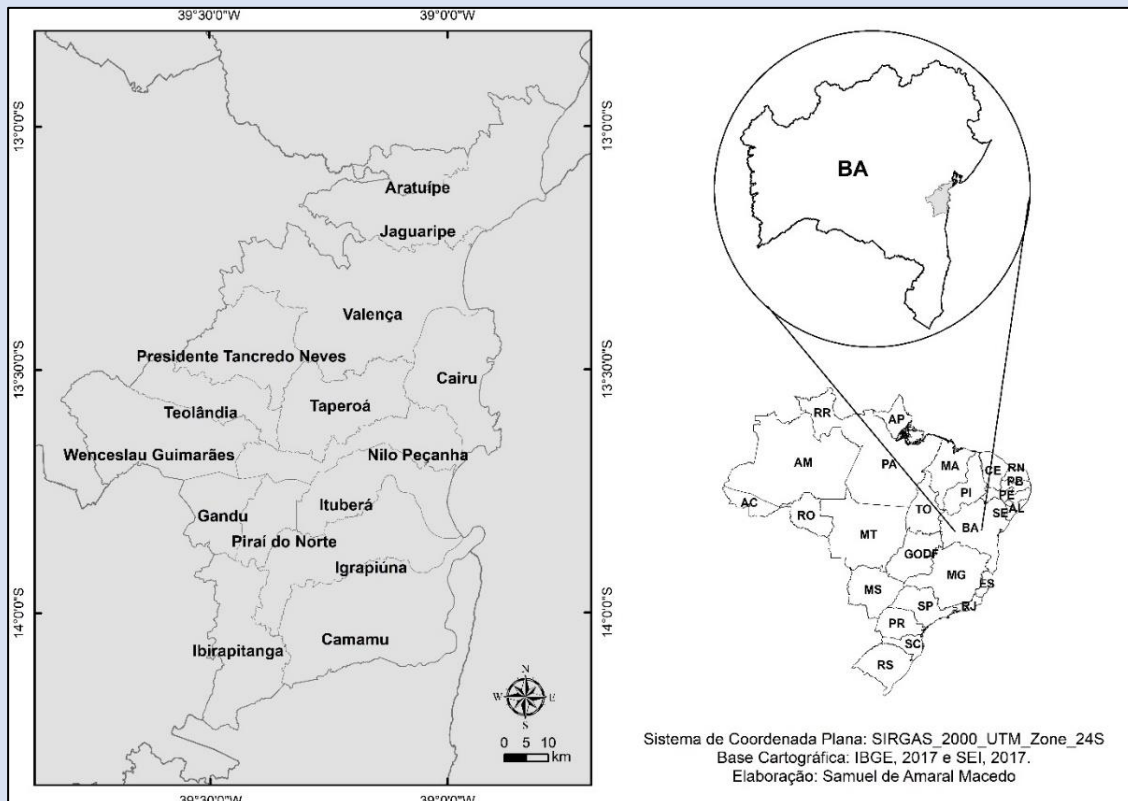 39°30'0"W
39°0'0"W
13°0'0"S
13°0'0"S
Aratuípe
Jaguaripe
Valença
Presidente Tancredo Neves
Cairu
13°30'0"S
13°30'0"S
Teolândia
Taperoá
Wenceslau Guimarães
Nilo Peçanha
Gandu
Ituberá
Piraí do Norte
Igrapiúna
14°0'0"S
14°0'0"S
Ibirapitanga
Camamu
N
W
E
S
0 5 10
km
39°30'0"W
39°0'0"W
BA
RR
AP
AM
PA
MA
CE
RN
PB
PI
PE
AL
AC
RO
TO
SE
BA
MT
GO
DF
MG
ES
MS
SP
RJ
PR
SC
RS
Sistema de Coordenada Plana: SIRGAS_2000_UTM_Zone_24S
Base Cartográfica: IBGE, 2017 e SEI, 2017.
Elaboração: Samuel de Amaral Macedo